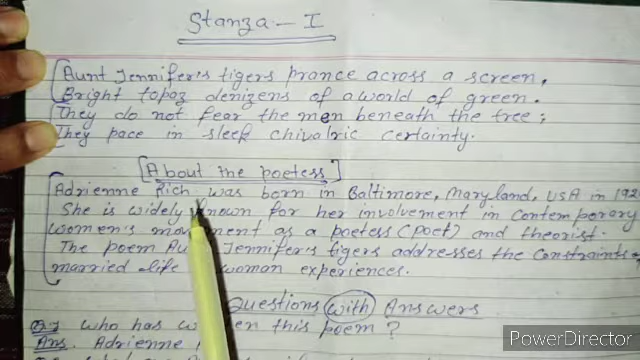 Stanza - I
Aunt Jennifer's tigers prance across a screen,
Bright topaz denizens of a world of green.
They do not fear the men beneath the tree;
They pace in sleek chivalric certainty.
[About the poetess]
Adrienne Rich was born in Baltimore, Maryland, USA in 192
She is widely known for her involvement in contemporary
women's movement as a poetess (poet) and theorist.
The poem Aunt Jennifer's tigers addresses the constraints
married life woman experiences.
Questions with Answers
Q.1 who has written this poem ?
Ans. Adrienne
PowerDirector